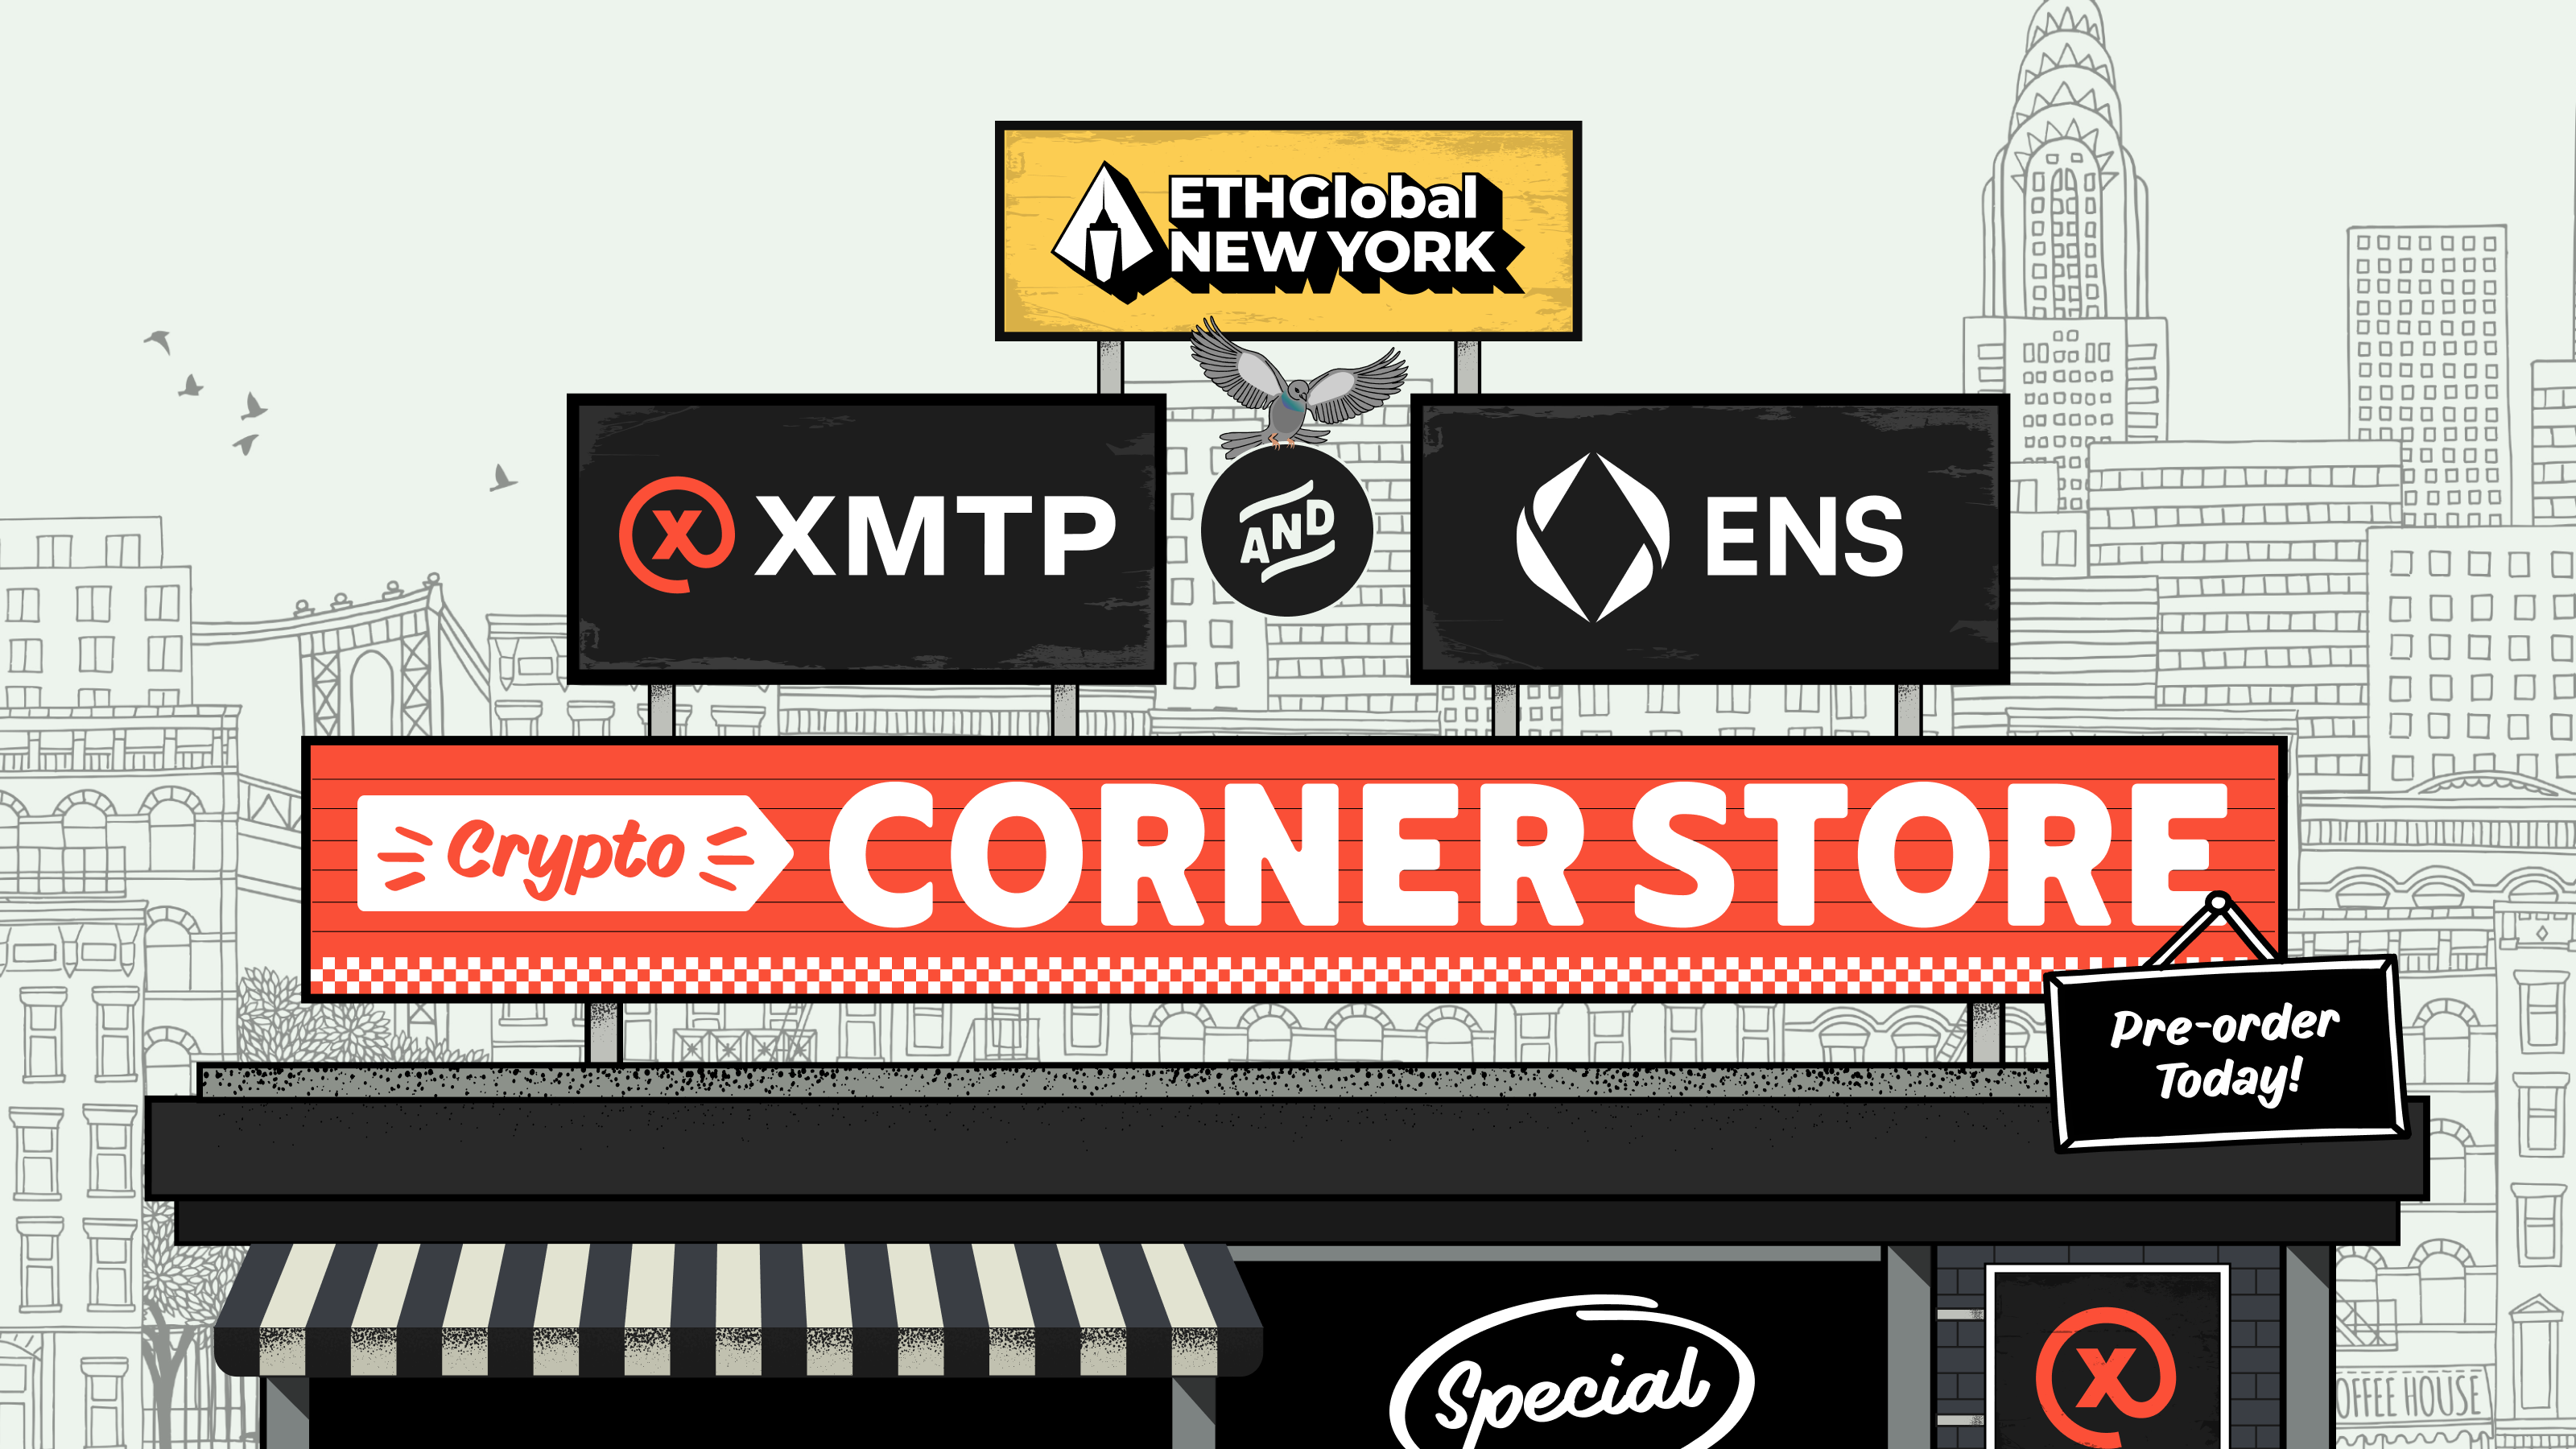 ETHGlobal
NEW YORK
x XMTP
AND
ENS
Crypto CORNER STORE
Pre-order
Today!
Special
x
OFFEE HOUSE